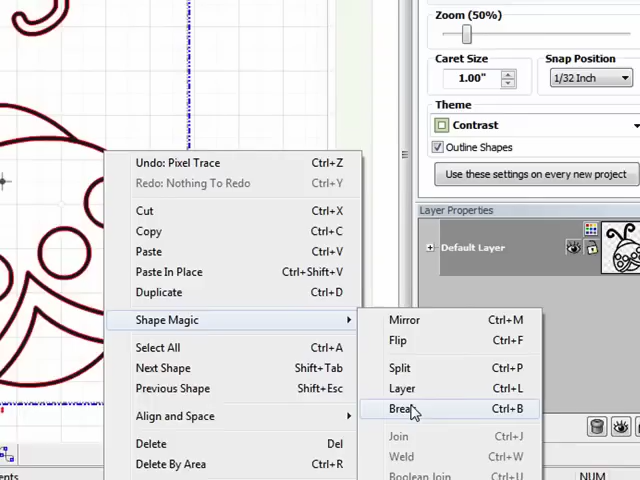 Zoom (50%)
Caret Size
Snap Position
1.00"
1/32 Inch
Theme
Contrast
Outline Shapes
Use these settings on every new project
Layer Properties
Default Layer
Undo: Pixel Trace Ctrl+Z
Redo: Nothing To Redo Ctrl+Y
Cut Ctrl+X
Copy Ctrl+C
Paste Ctrl+V
Paste In Place Ctrl+Shift+V
Duplicate Ctrl+D
Shape Magic
Select All Ctrl+A
Next Shape Shift+Tab
Previous Shape Shift+Esc
Align and Space
Delete Del
Delete By Area Ctrl+R
Mirror Ctrl+M
Flip Ctrl+F
Split Ctrl+P
Layer Ctrl+L
Break Ctrl+B
Join Ctrl+J
Weld Ctrl+W
Boolean Join Ctrl+U
NUM